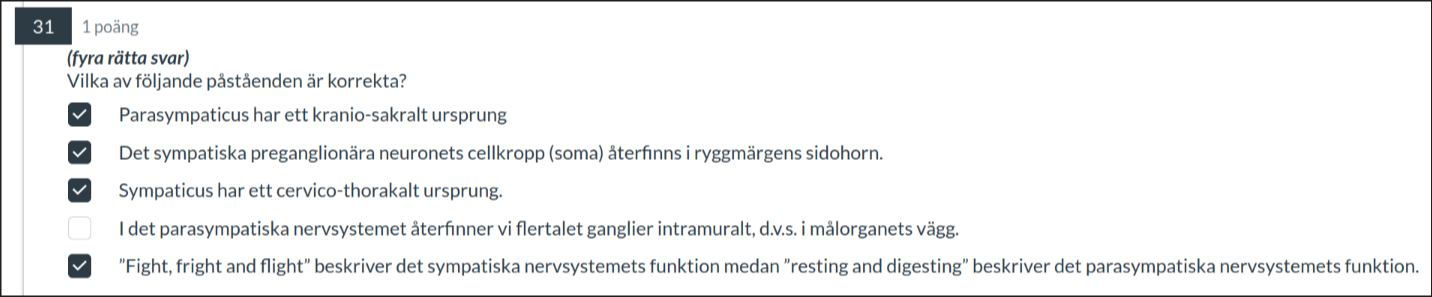 31 1 poäng
(fyra rätta svar)
Vilka av följande påståenden är korrekta?
Parasympaticus har ett kranio-sakralt ursprung
Det sympatiska preganglionära neuronets cellkropp (soma) återfinns i ryggmärgens sidohorn.
Sympaticus har ett cervico-thorakalt ursprung.
I det parasympatiska nervsystemet återfinner vi flertalet ganglier intramuralt, d.v.s. i målorganets vägg.
”Fight, fright and flight” beskriver det sympatiska nervsystemets funktion medan ”resting and digesting” beskriver det parasympatiska nervsystemets funktion.